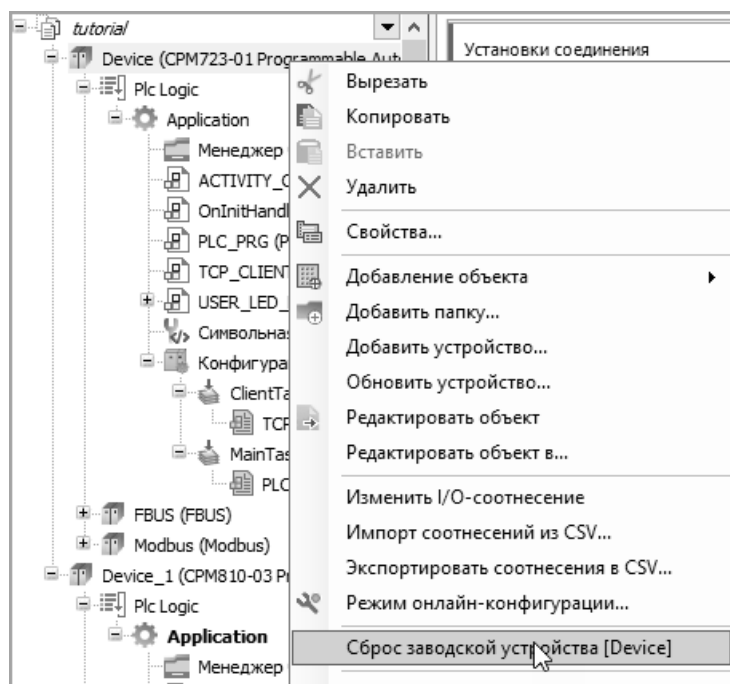 tutorial
Device (CPM723-01 Programmable Aut
Установки соединения
Plc Logic
Application
Менеджер
ACTIVITY_C
OnInitHandl
PLC_PRG (P
TCP_CLIENT
USER_LED_
Символьная
Конфигура
ClientTa
TCP
MainTas
PLC
FBUS (FBUS)
Modbus (Modbus)
Device_1 (CPM810-03 Pr
Plc Logic
Application
Менеджер
Вырезать
Копировать
Вставить
Удалить
Свойства...
Добавление объекта
Добавить папку...
Добавить устройство...
Обновить устройство...
Редактировать объект
Редактировать объект в...
Изменить I/O-соотнесение
Импорт соотнесений из CSV...
Экспортировать соотнесения в CSV...
Режим онлайн-конфигурации...
Сброс заводской устройства [Device]